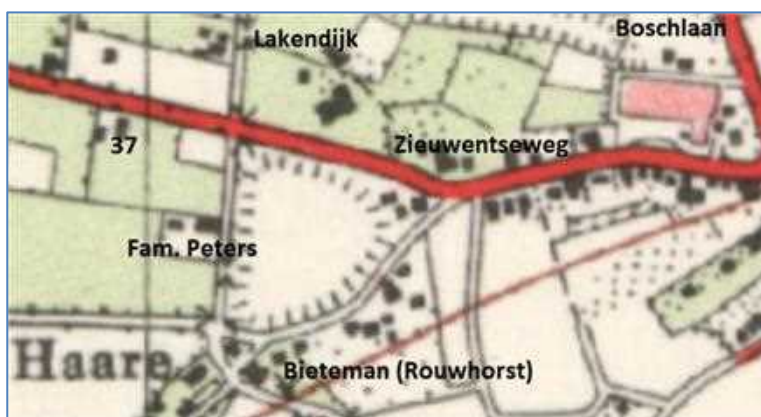 Boschlaan
Lakendijk
37
Zieuwentseweg
Fam. Peters
Haare
Bieteman (Rouwhorst)